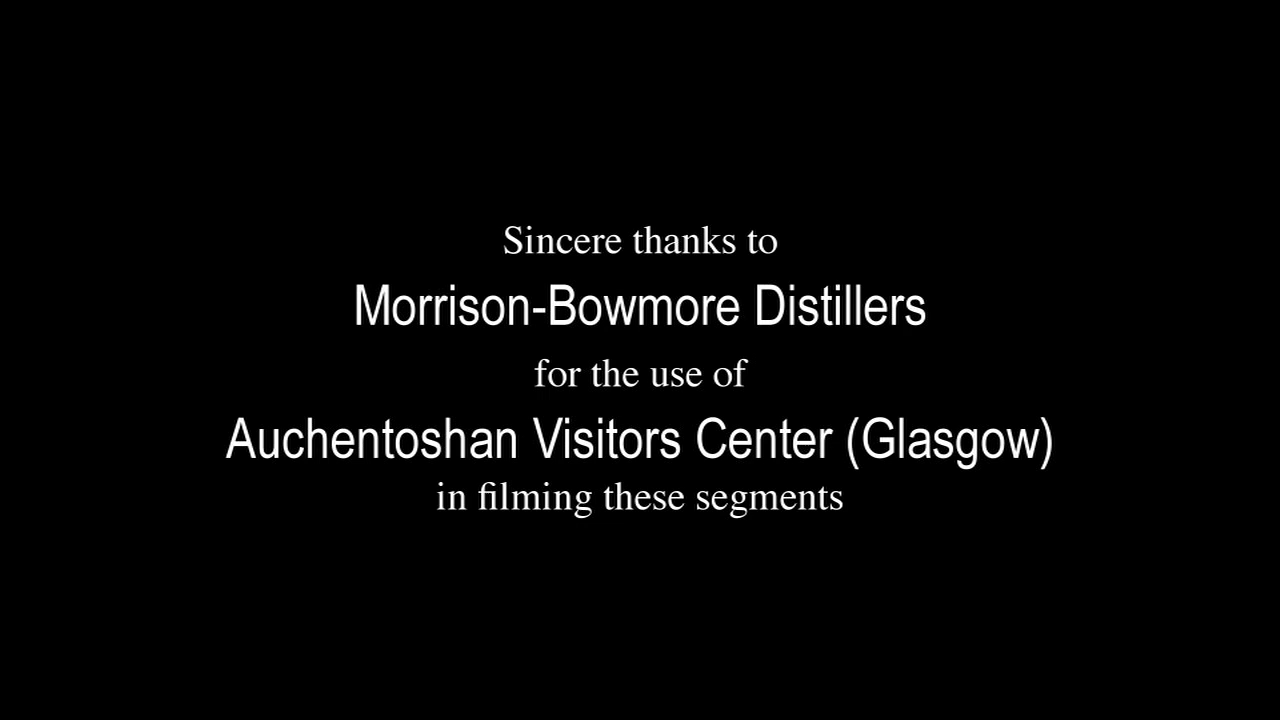 Sincere thanks to
Morrison-Bowmore Distillers
for the use of
Auchentoshan Visitors Center (Glasgow)
in filming these segments